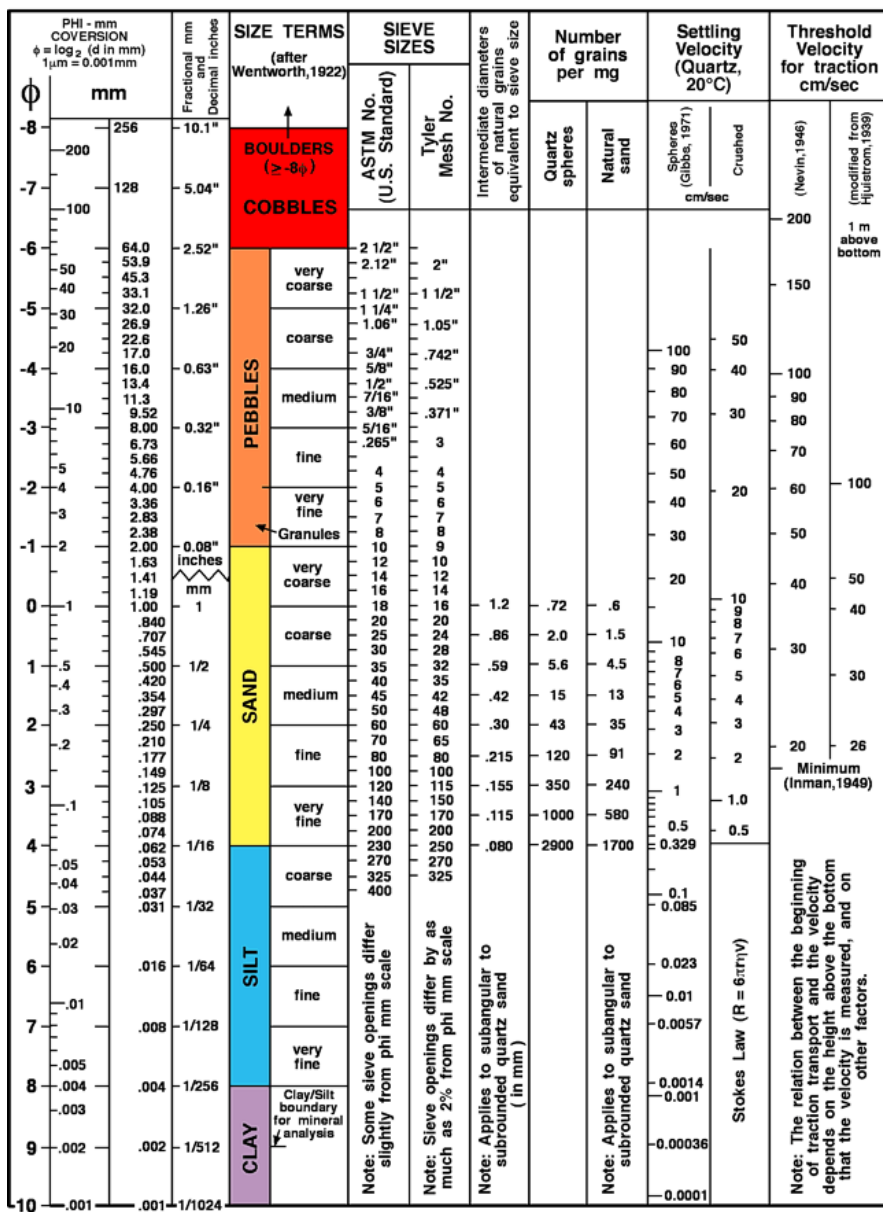 PHI - mm
COVERSION
ϕ = log₂ (d in mm)
1μm = 0.001mm
Fractional mm
and
Decimal inches
SIZE TERMS
(after
Wentworth,1922)
SIEVE
SIZES
ASTM No.
(U.S. Standard)
Tyler
Mesh No.
Intermediate diameters
of natural grains
equivalent to sieve size
Number
of grains
per mg
Quartz
spheres
Natural
sand
Settling
Velocity
(Quartz,
20°C)
Spheres
(Gibbs, 1971)
Crushed
cm/sec
Threshold
Velocity
for traction
cm/sec
(Nevin,1946)
(modified from
Hjuistrom,1939)
1 m
above
bottom
ϕ
mm
-8
-7
-6
-5
-4
-3
-2
-1
0
1
2
3
4
5
6
7
8
9
10
200
100
50
40
30
20
10
5
4
3
2
1
.5
.4
.3
.2
.1
.05
.04
.03
.02
.01
.005
.004
.003
.002
.001
256
128
64.0
53.9
45.3
33.1
32.0
26.9
22.6
17.0
16.0
13.4
11.3
9.52
8.00
6.73
5.66
4.76
4.00
3.36
2.83
2.38
2.00
1.63
1.41
1.19
1.00
.840
.707
.545
.500
.420
.354
.297
.250
.210
.177
.149
.125
.105
.088
.074
.062
.053
.044
.037
.031
.016
.008
.004
.002
.001
10.1"
5.04"
2.52"
1.26"
0.63"
0.32"
0.16"
0.08"
inches
mm
1
1/2
1/4
1/8
1/16
1/32
1/64
1/128
1/256
1/512
1/1024
BOULDERS
(≥ -8ϕ)
COBBLES
PEBBLES
SAND
SILT
CLAY
very
coarse
coarse
medium
fine
very
fine
Granules
very
coarse
coarse
medium
fine
very
fine
coarse
medium
fine
very
fine
Clay/Silt
boundary
for mineral
analysis
2 1/2"
2.12"
1 1/2"
1 1/4"
1.06"
3/4"
5/8"
1/2"
7/16"
3/8"
5/16"
.265"
4
5
6
7
8
10
12
14
16
18
20
25
30
35
40
45
50
60
70
80
100
120
140
170
200
230
270
325
400
2"
1 1/2"
1.05"
.742"
.525"
.371"
3
4
5
6
7
8
9
10
12
14
16
20
24
28
32
35
42
48
60
65
80
100
115
150
170
200
250
270
325
1.2
.86
.59
.42
.30
.215
.155
.115
.080
.72
2.0
5.6
15
43
120
350
1000
2900
.6
1.5
4.5
13
35
91
240
580
1700
100
90
80
70
60
50
40
30
20
10
8
7
6
5
4
3
2
1
0.5
0.329
0.1
0.085
0.023
0.01
0.0057
0.0014
0.001
0.00036
0.0001
50
40
30
20
10
9
8
7
6
5
4
3
2
1.0
0.5
Stokes Law (R = 6πrηv)
200
150
100
90
80
70
60
50
40
30
20
100
50
40
30
26
Minimum
(Inman,1949)
Note: Some sieve openings differ
slightly from phi mm scale
Note: Sieve openings differ by as
much as 2% from phi mm scale
Note: Applies to subangular to
subrounded quartz sand
( in mm )
Note: Applies to subangular to
subrounded quartz sand
Note: The relation between the beginning
of traction transport and the velocity
depends on the height above the bottom
that the velocity is measured, and on
other factors.